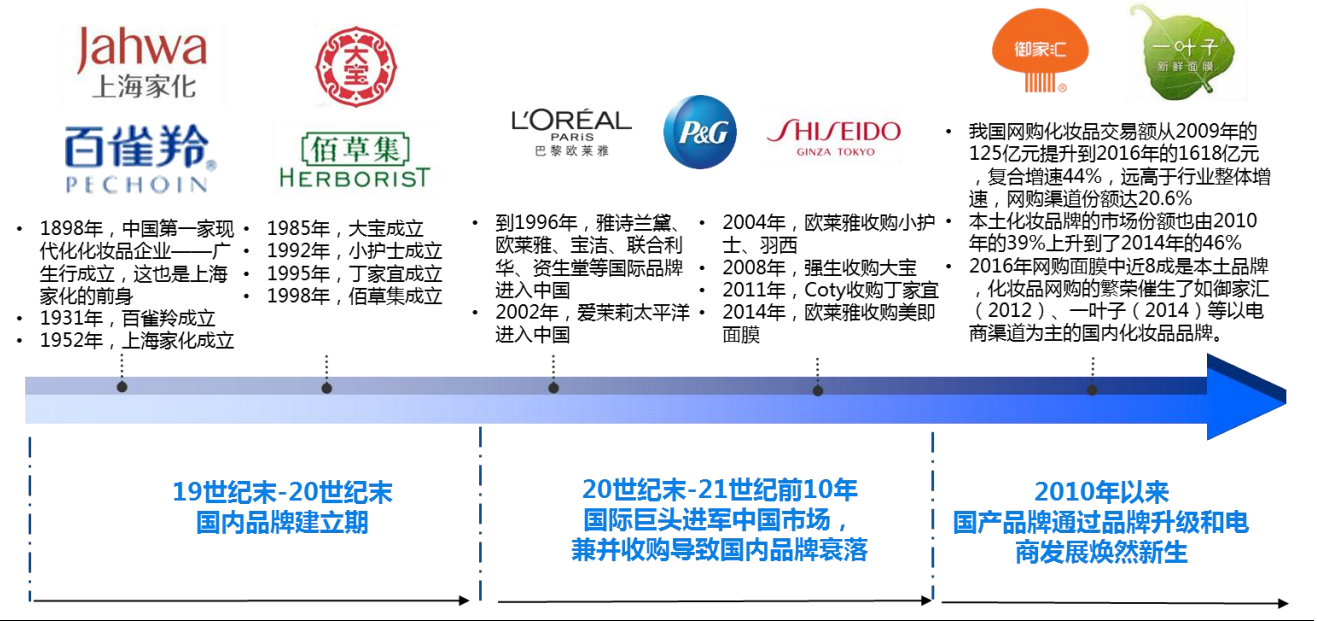 Jahwa
上海家化
百雀羚®
PECHOIN
大宝
[佰草集]
HERBORIST
L'ORÉAL
PARIS
巴黎欧莱雅
P&G
SHISEIDO
GINZA TOKYO
御家汇
®
一叶子®
新鲜面膜
• 1898年，中国第一家现
代化化妆品企业——广
生行成立，这也是上海
家化的前身
• 1931年，百雀羚成立
• 1952年，上海家化成立
• 1985年，大宝成立
• 1992年，小护士成立
• 1995年，丁家宜成立
• 1998年，佰草集成立
• 到1996年，雅诗兰黛、
欧莱雅、宝洁、联合利
华、资生堂等国际品牌
进入中国
• 2002年，爱茉莉太平洋
进入中国
• 2004年，欧莱雅收购小护
士、羽西
• 2008年，强生收购大宝
• 2011年，Coty收购丁家宜
• 2014年，欧莱雅收购美即
面膜
• 我国网购化妆品交易额从2009年的
125亿元提升到2016年的1618亿元
，复合增速44%，远高于行业整体增
速，网购渠道份额达20.6%
• 本土化妆品牌的市场份额也由2010
年的39%上升到了2014年的46%
• 2016年网购面膜中近8成是本土品牌
，化妆品网购的繁荣催生了如御家汇
（2012）、一叶子（2014）等以电
商渠道为主的国内化妆品品牌。
19世纪末-20世纪末
国内品牌建立期
20世纪末-21世纪前10年
国际巨头进军中国市场，
兼并收购导致国内品牌衰落
2010年以来
国产品牌通过品牌升级和电
商发展焕然新生